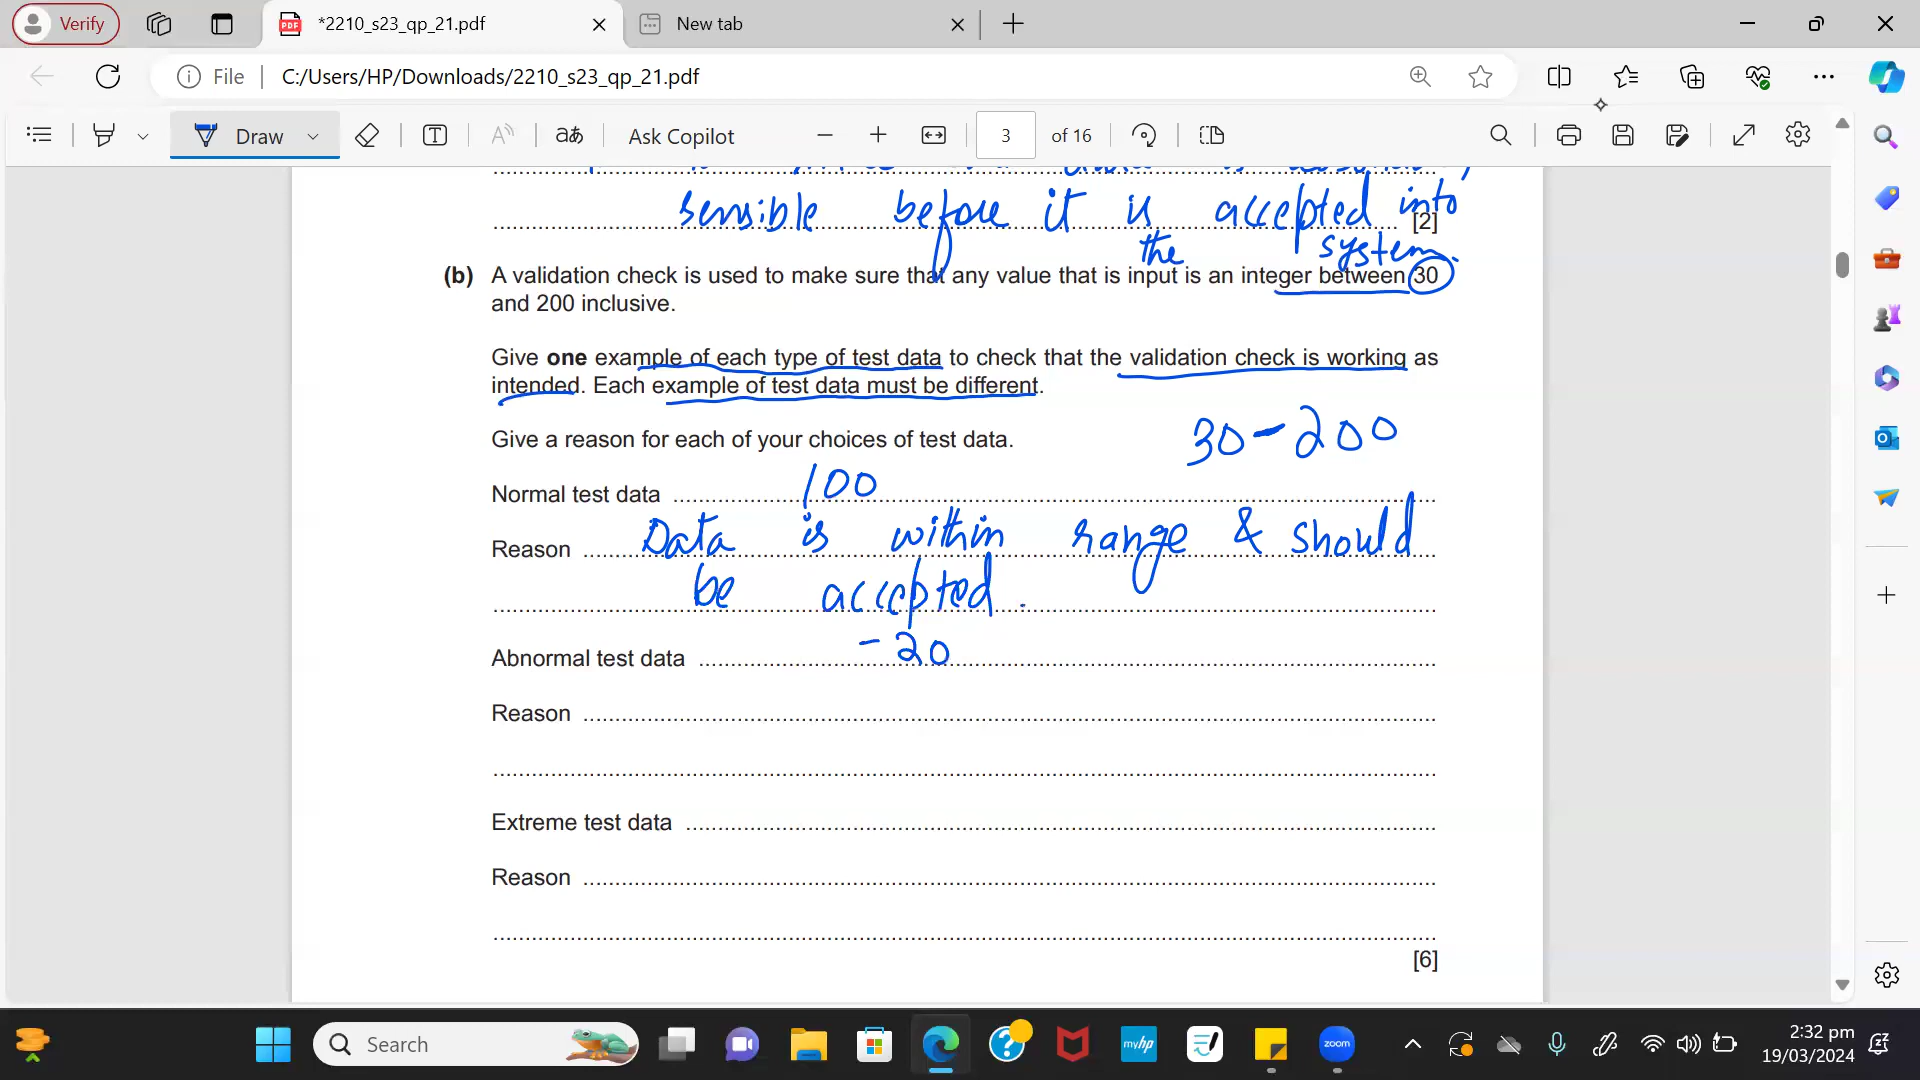 Verify
*2210_s23_qp_21.pdf
New tab
File
C:/Users/HP/Downloads/2210_s23_qp_21.pdf
Draw
Ask Copilot
3
of 16
sensible before it is accepted into
[2]
the system.
(b) A validation check is used to make sure that any value that is input is an integer between 30
and 200 inclusive.
Give one example of each type of test data to check that the validation check is working as
intended. Each example of test data must be different.
30-200
Give a reason for each of your choices of test data.
Normal test data 100
Reason Data is within range & should
be accepted.
Abnormal test data -20
Reason
Extreme test data
Reason
[6]
Search
myhp
zoom
2:32 pm
19/03/2024